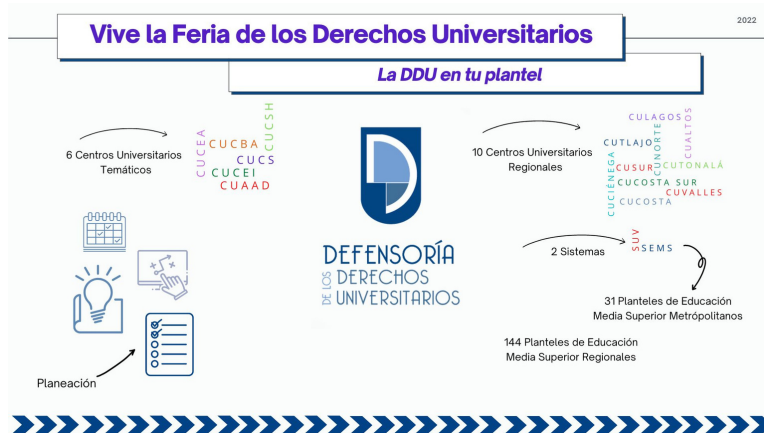 2022
Vive la Feria de los Derechos Universitarios
La DDU en tu plantel
6 Centros Universitarios
Temáticos
CUCEA
CUCBA
CUCSH
CUCS
CUCEI
CUAAD
DEFENSORÍA
DE LOS DERECHOS
UNIVERSITARIOS
10 Centros Universitarios
Regionales
CULAGOS
CUTLAJO
CUNORTE
CUALTOS
CUCIÉNEGA
CUSUR
CUTONALÁ
CUCOSTA SUR
CUVALLES
CUCOSTA
2 Sistemas
SUV
SEMS
31 Planteles de Educación
Media Superior Metrópolitanos
144 Planteles de Educación
Media Superior Regionales
Planeación